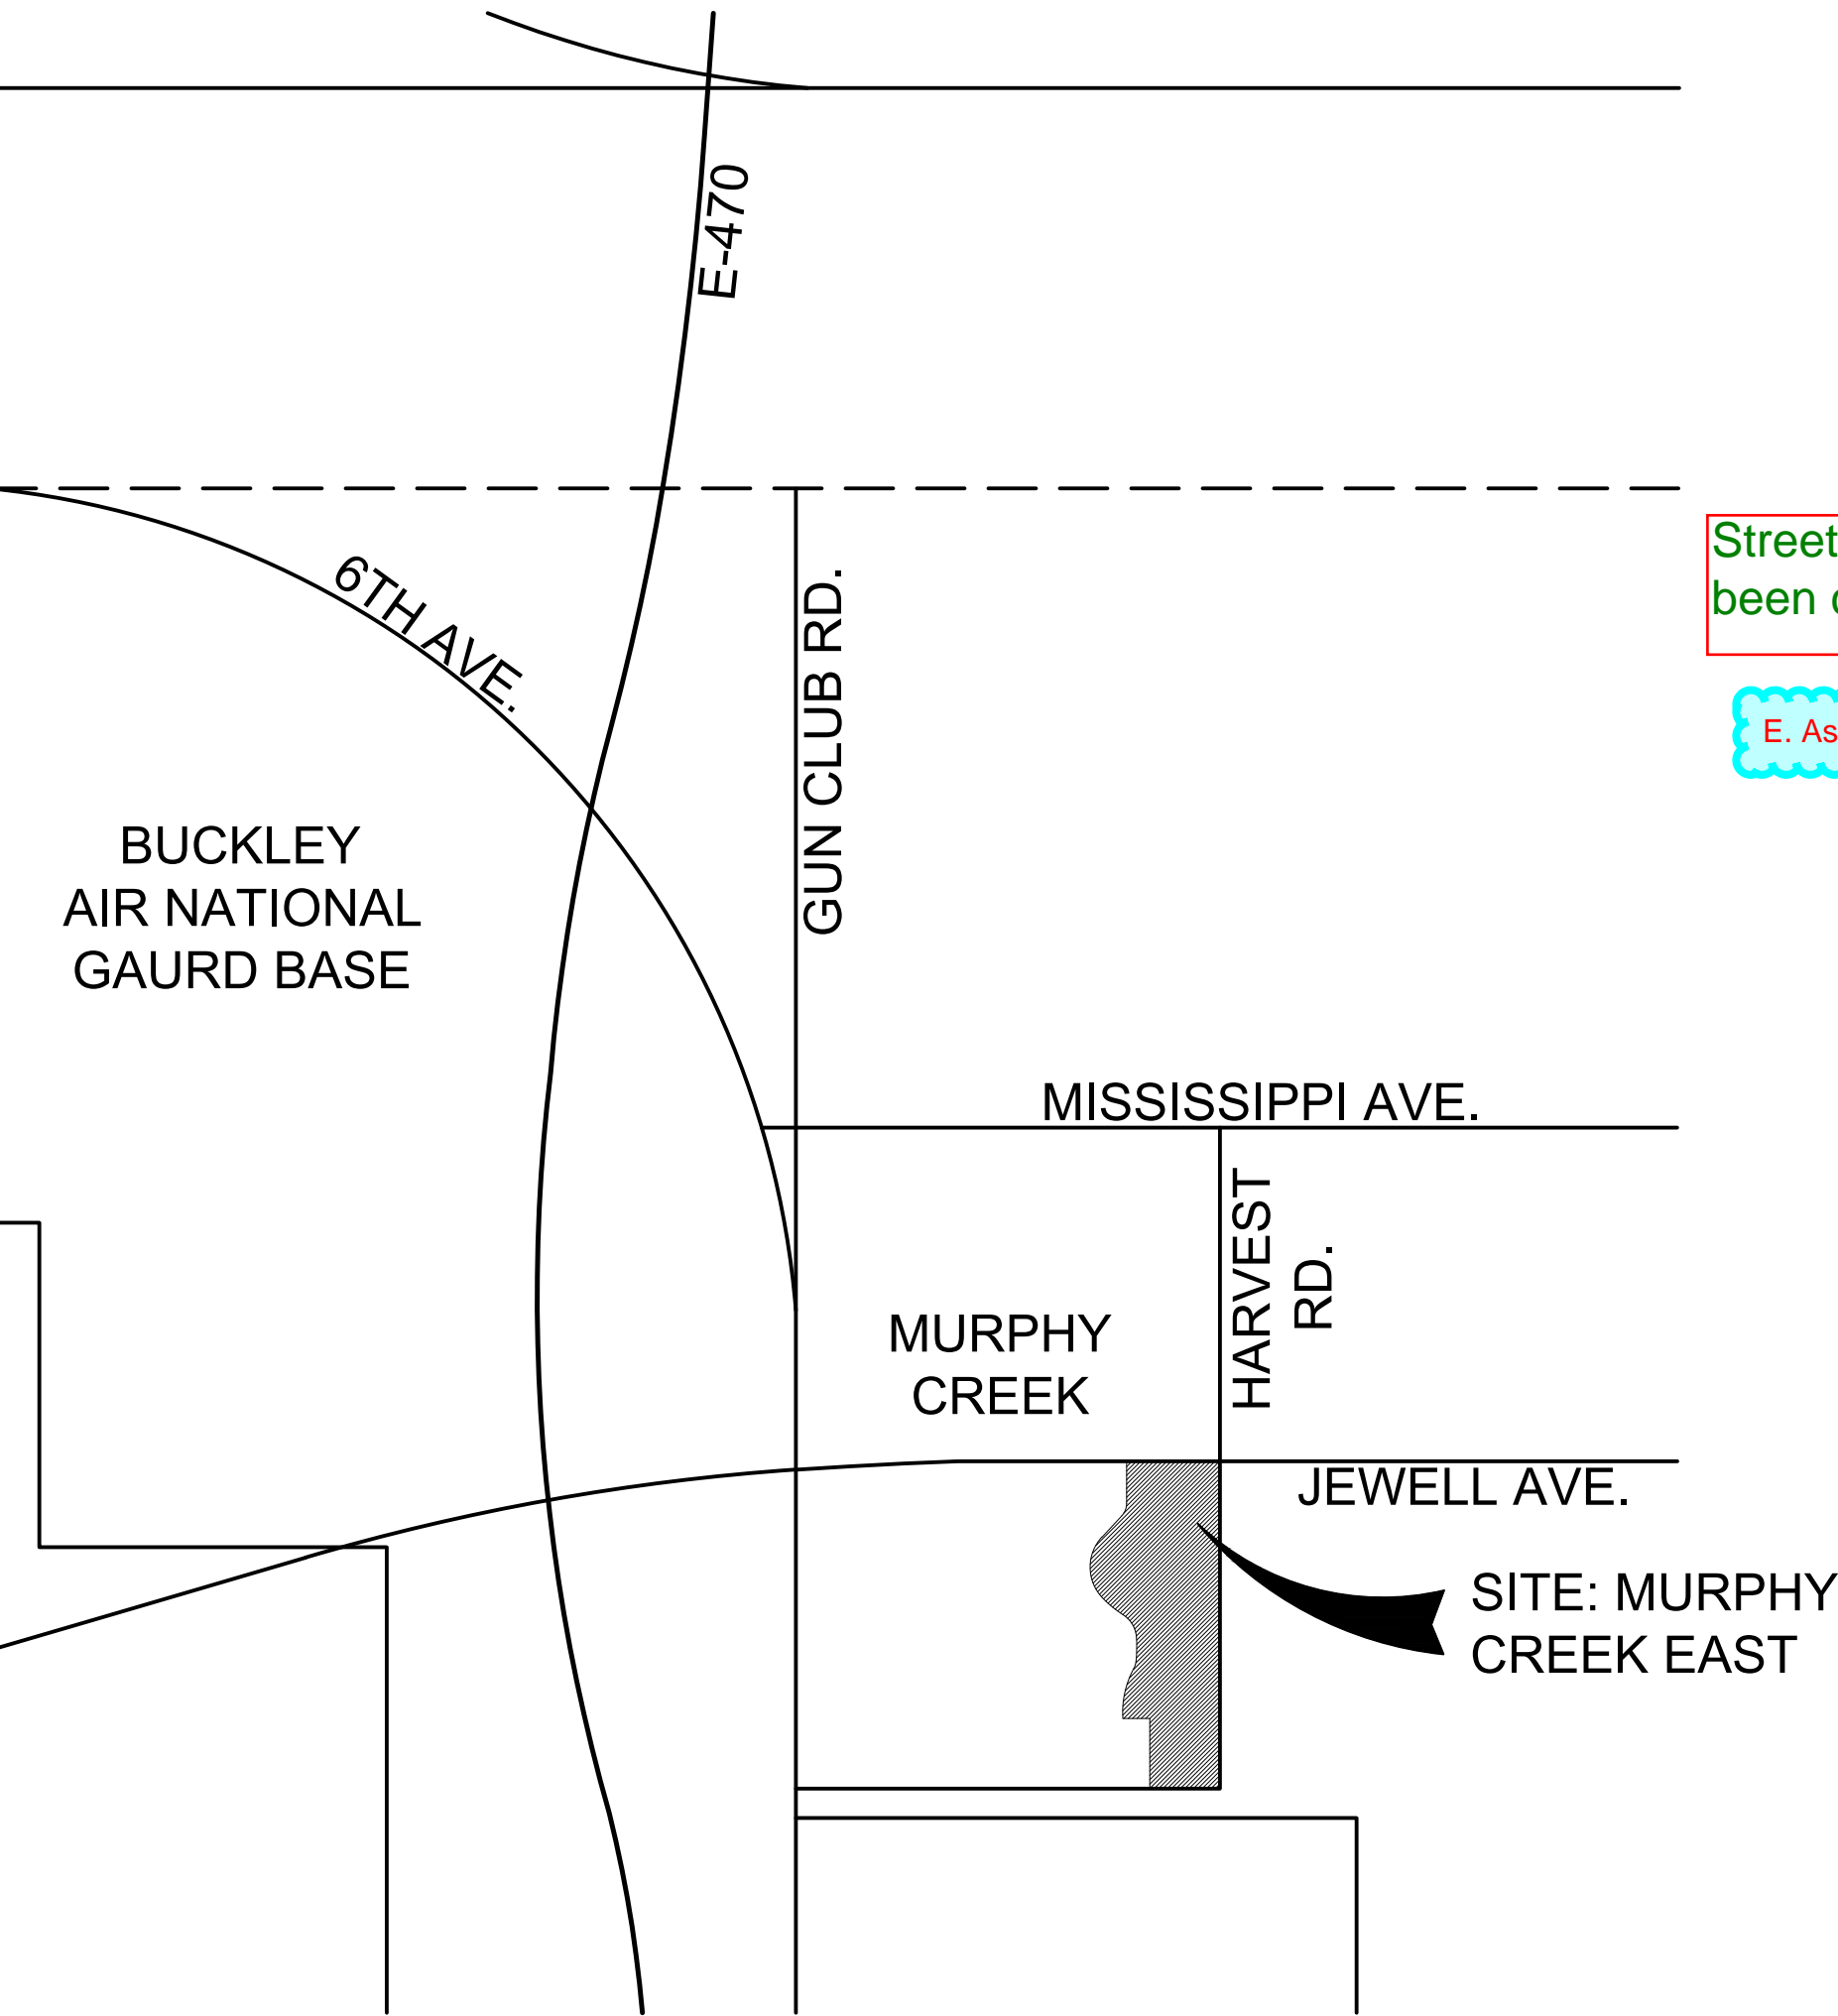 E-470
Street
been
6TH AVE.
GUN CLUB RD.
E. As
BUCKLEY
AIR NATIONAL
GAURD BASE
MISSISSIPPI AVE.
HARVEST
RD.
MURPHY
CREEK
JEWELL AVE.
SITE: MURPHY
CREEK EAST